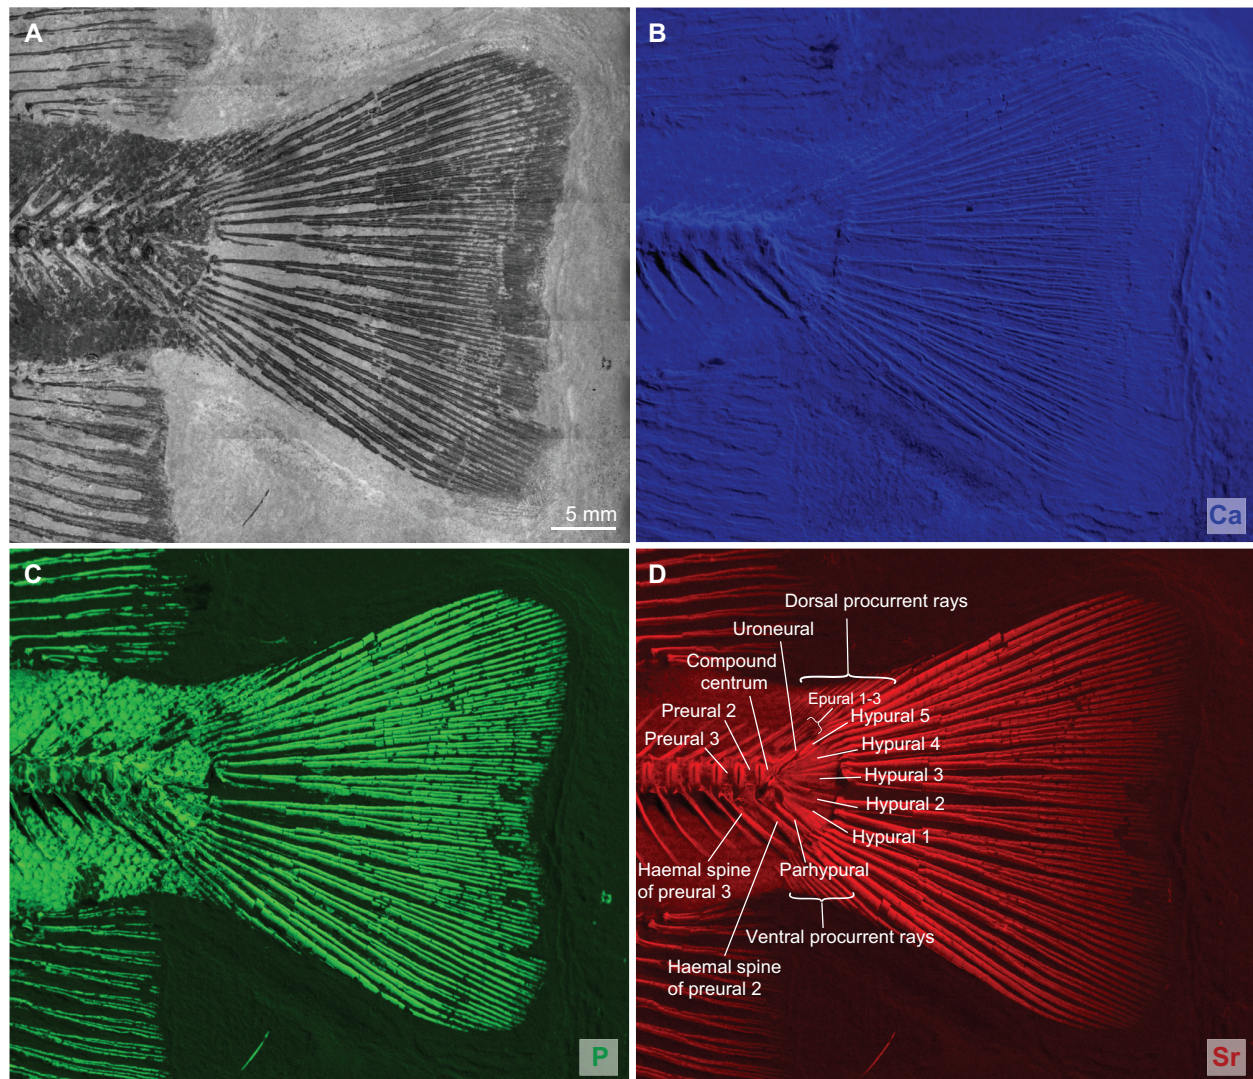 A
B
5 mm
Ca
C
D
Dorsal procurrent rays
Uroneural
Compound
centrum
Epural 1-3
Preural 2
Hypural 5
Preural 3
Hypural 4
Hypural 3
Hypural 2
Hypural 1
Haemal spine
of preural 3
Parhypural
Ventral procurrent rays
Haemal spine
of preural 2
P
Sr